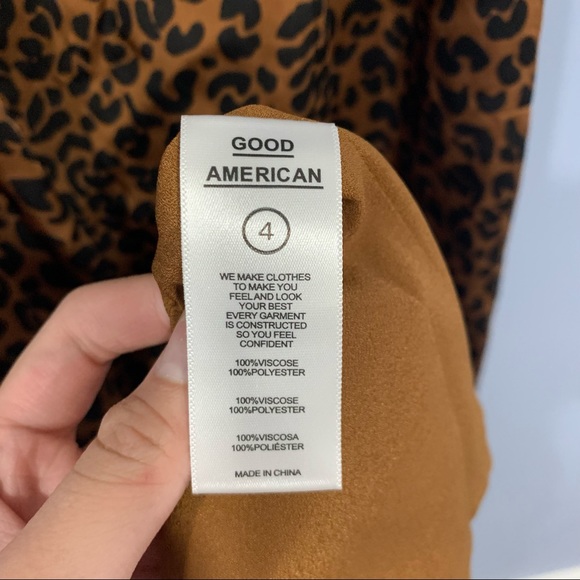 GOOD
AMERICAN
4
WE MAKE CLOTHES
TO MAKE YOU
FEEL AND LOOK
YOUR BEST
EVERY GARMENT
IS CONSTRUCTED
SO YOU FEEL
CONFIDENT
100%VISCOSE
100%POLYESTER
100%VISCOSE
100%POLYESTER
100%VISCOSA
100%POLIÉSTER
MADE IN CHINA